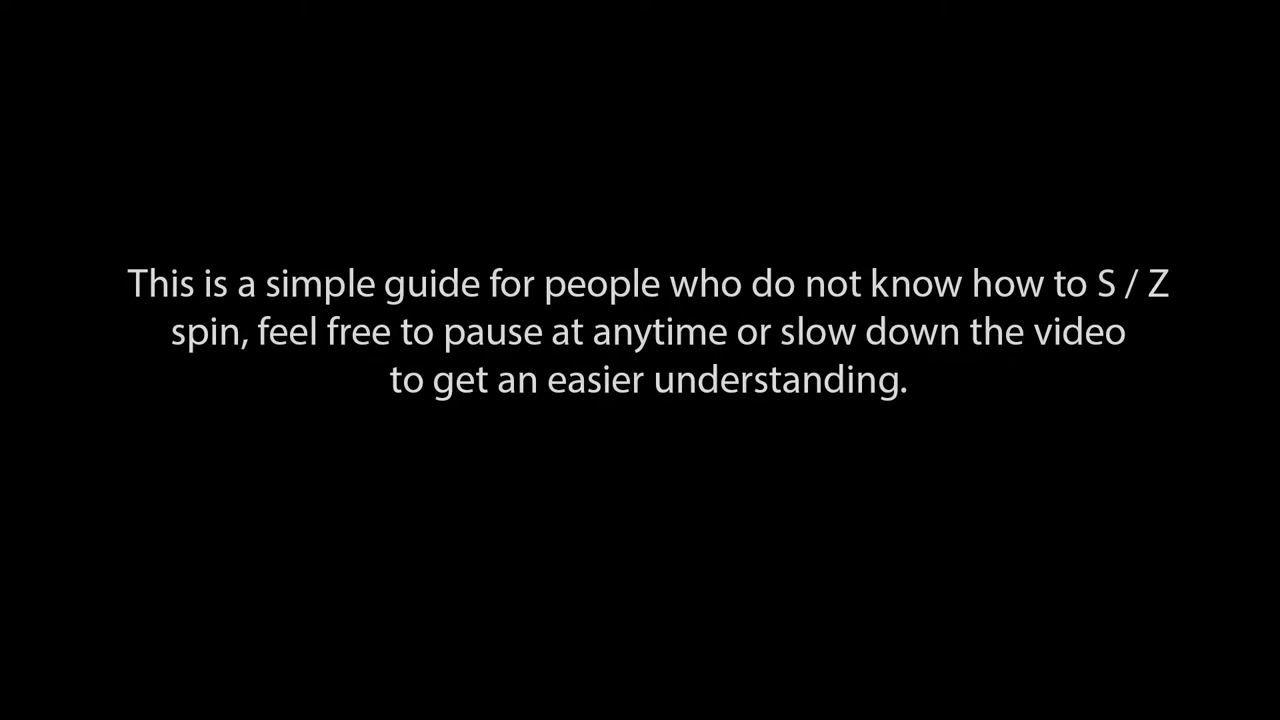 This is a simple guide for people who do not know how to S / Z
spin, feel free to pause at anytime or slow down the video
to get an easier understanding.